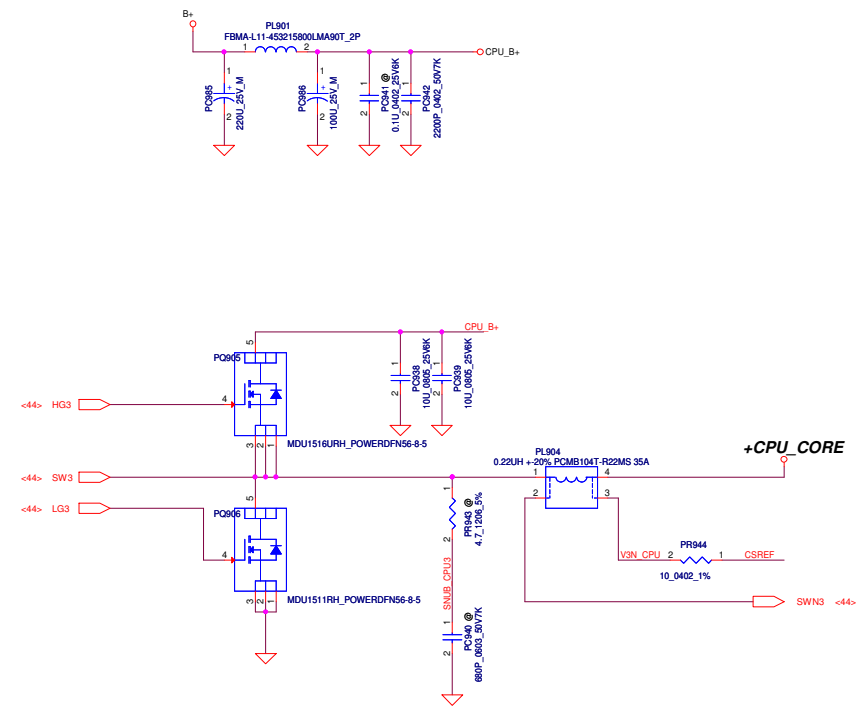 B+
PL901
FBMA-L11-453215800LMA90T_2P
1 2
CPU_B+
1
+
2
PC985
220U_25V_M
1
+
2
PC986
100U_25V_M
1
2
PC941 @
0.1U_0402_25V6K
1
2
PC942
2200P_0402_50V7K
CPU_B+
5
PQ905
4
3 2 1
MDU1516URH_POWERDFN56-8-5
1
2
PC938
10U_0805_25V6K
1
2
PC939
10U_0805_25V6K
<44> HG3
<44> SW3
<44> LG3
5
PQ906
4
3 2 1
MDU1511RH_POWERDFN56-8-5
1
2
PR943 @
4.7_1206_5%
SNUB_CPU3
1
2
PC940 @
680P_0603_50V7K
PL904
0.22UH +-20% PCMB104T-R22MS 35A
1 4
2 3
+CPU_CORE
V3N_CPU 2 1 CSREF
PR944
10_0402_1%
SWN3 <44>